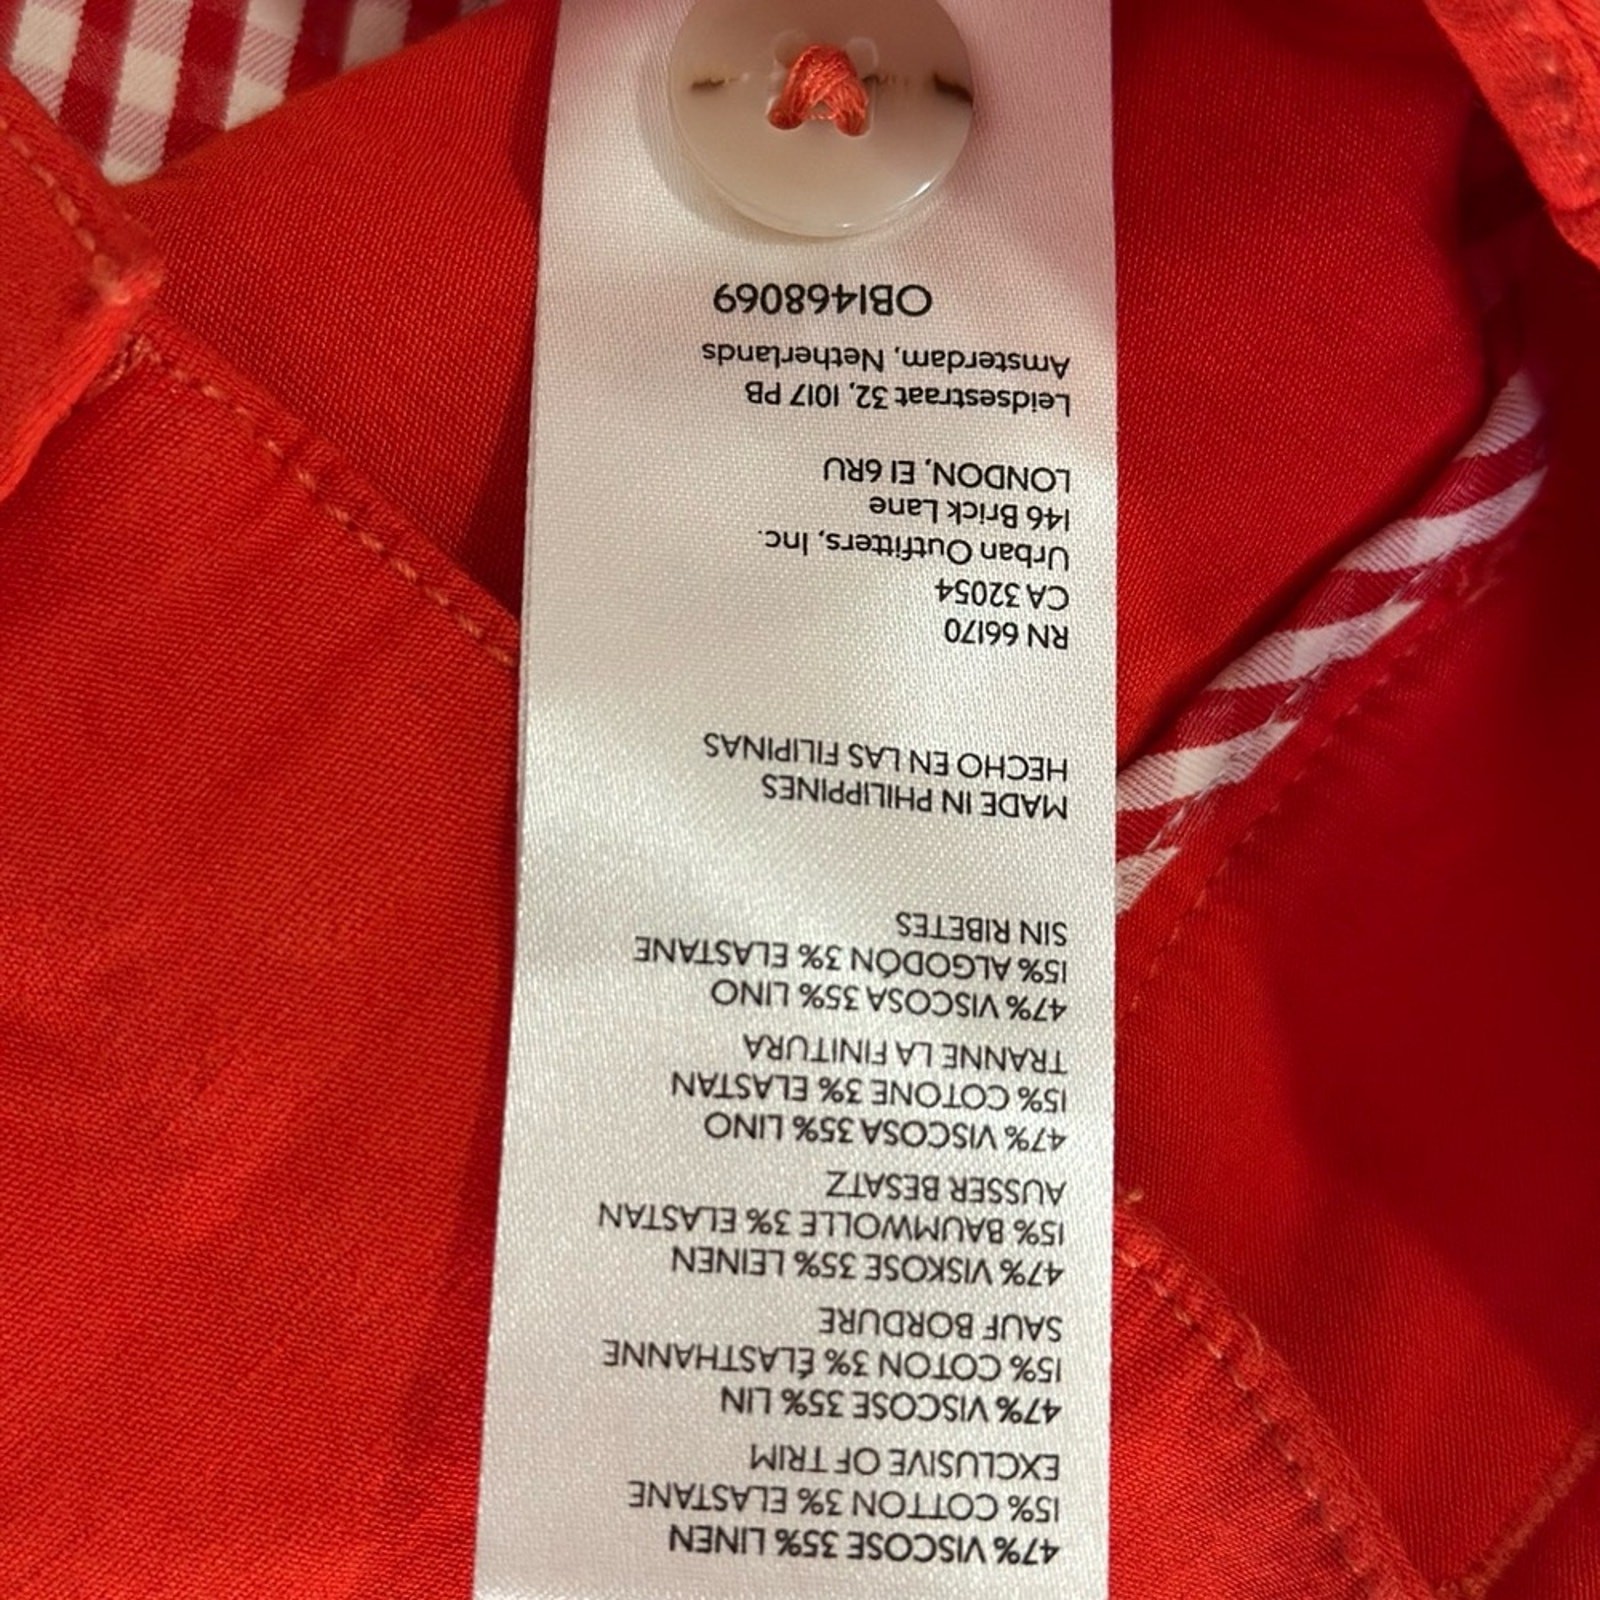 47% VISCOSE 35% LINEN
15% COTTON 3% ELASTANE
EXCLUSIVE OF TRIM
47% VISCOSE 35% LIN
15% COTON 3% ÉLASTHANNE
SAUF BORDURE
47% VISKOSE 35% LEINEN
15% BAUMWOLLE 3% ELASTAN
AUSSER BESATZ
47% VISCOSA 35% LINO
15% COTONE 3% ELASTAN
TRANNE LA FINITURA
47% VISCOSA 35% LINO
15% ALGODÓN 3% ELASTANE
SIN RIBETES
MADE IN PHILIPPINES
HECHO EN LAS FILIPINAS
RN 66170
CA 32054
Urban Outfitters, Inc.
146 Brick Lane
LONDON, E1 6RU
Leidsestraat 32, 1017 PB
Amsterdam, Netherlands
OB1468069